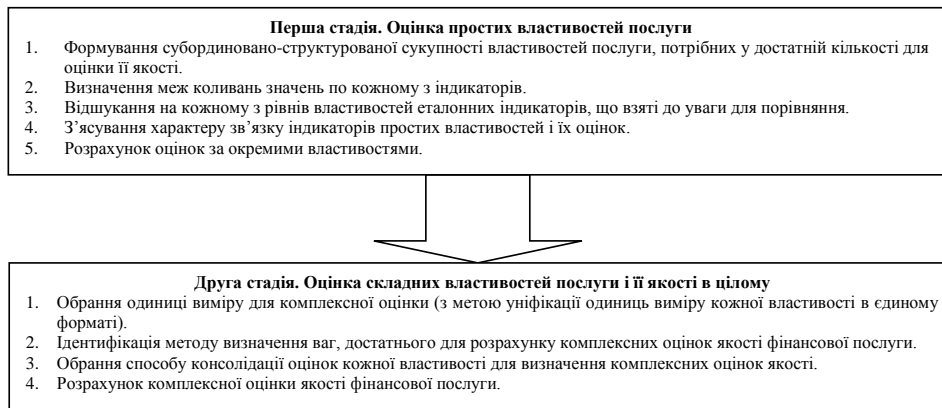 Перша стадія. Оцінка простих властивостей послуги
1. Формування субординовано-структурованої сукупності властивостей послуги, потрібних у достатній кількості для
оцінки її якості.
2. Визначення меж коливань значень по кожному з індикаторів.
3. Відшукання на кожному з рівнів властивостей еталонних індикаторів, що взяті до уваги для порівняння.
4. З’ясування характеру зв’язку індикаторів простих властивостей і їх оцінок.
5. Розрахунок оцінок за окремими властивостями.
Друга стадія. Оцінка складних властивостей послуги і її якості в цілому
1. Обрання одиниці виміру для комплексної оцінки (з метою уніфікації одиниць виміру кожної властивості в єдиному
форматі).
2. Ідентифікація методу визначення ваг, достатнього для розрахунку комплексних оцінок якості фінансової послуги.
3. Обрання способу консолідації оцінок кожної властивості для визначення комплексних оцінок якості.
4. Розрахунок комплексної оцінки якості фінансової послуги.